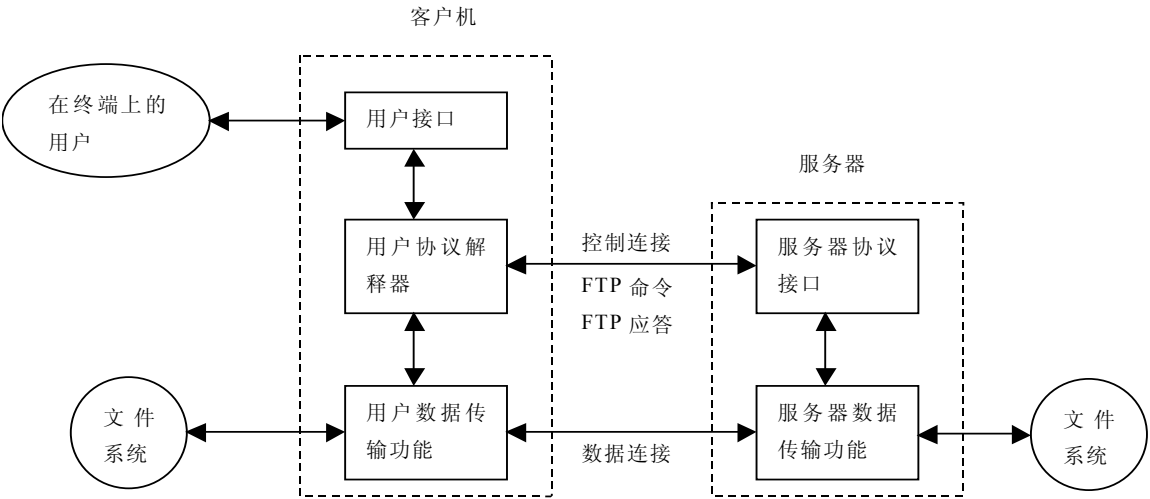 客户机
在终端上的
用户
用户接口
服务器
用户协议解
释器
控制连接
FTP 命令
FTP 应答
服务器协议
接口
文件
系统
用户数据传
输功能
数据连接
服务器数据
传输功能
文件
系统